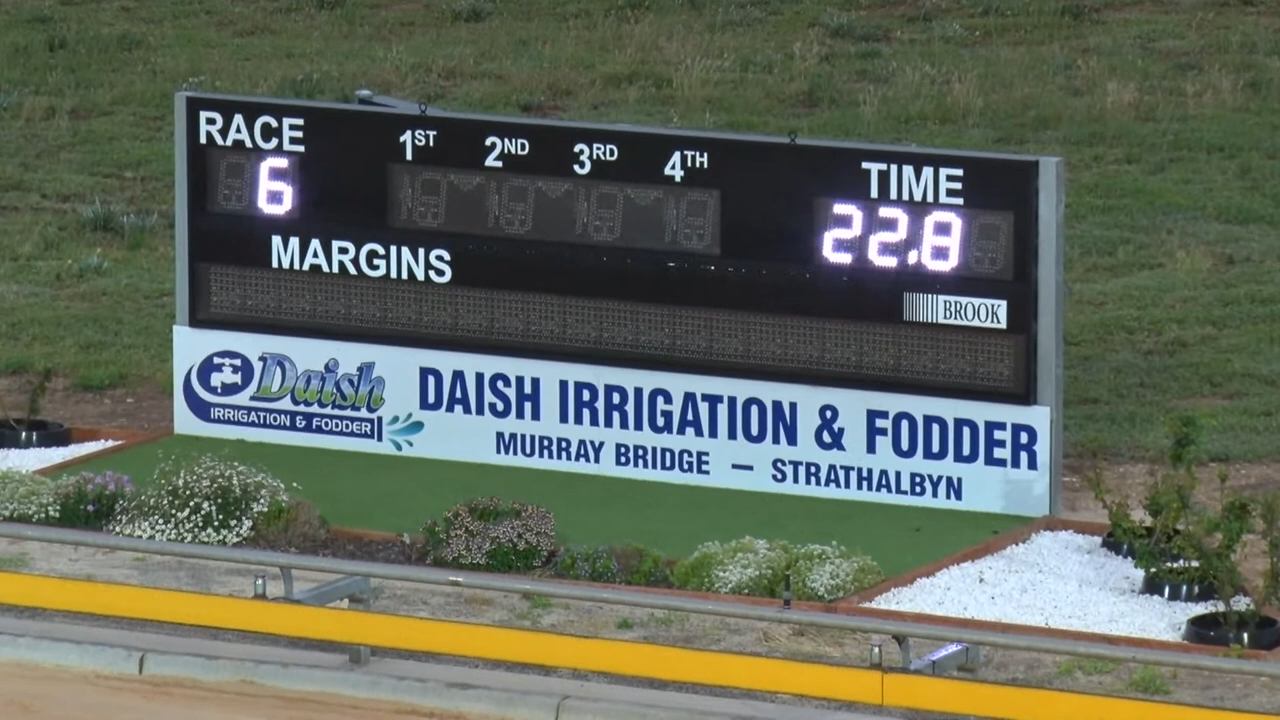 RACE 1ST 2ND 3RD 4TH TIME
6 22.8
MARGINS
BROOK
Daish
IRRIGATION & FODDER
DAISH IRRIGATION & FODDER
MURRAY BRIDGE — STRATHALBYN